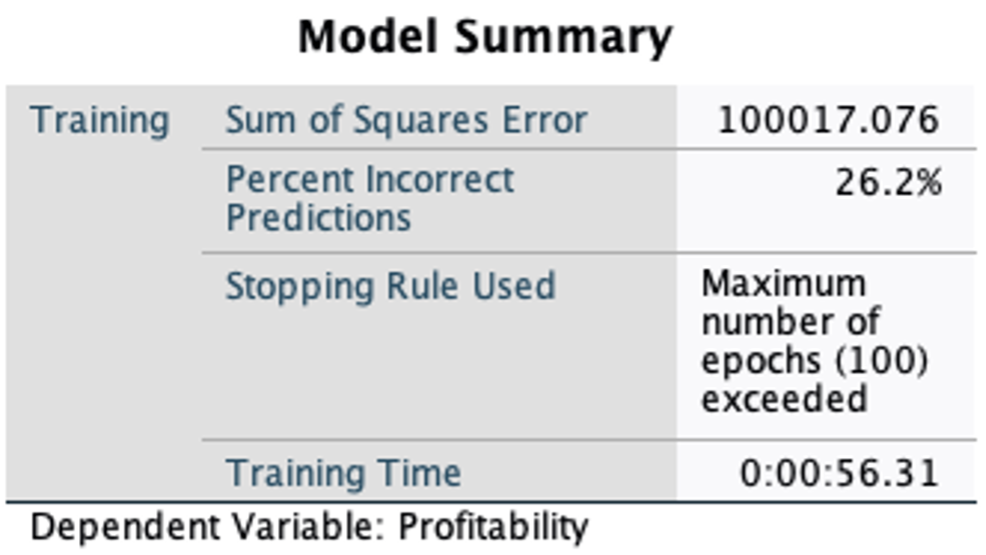 Model Summary
Training Sum of Squares Error 100017.076
Percent Incorrect
Predictions 26.2%
Stopping Rule Used Maximum
number of
epochs (100)
exceeded
Training Time 0:00:56.31
Dependent Variable: Profitability